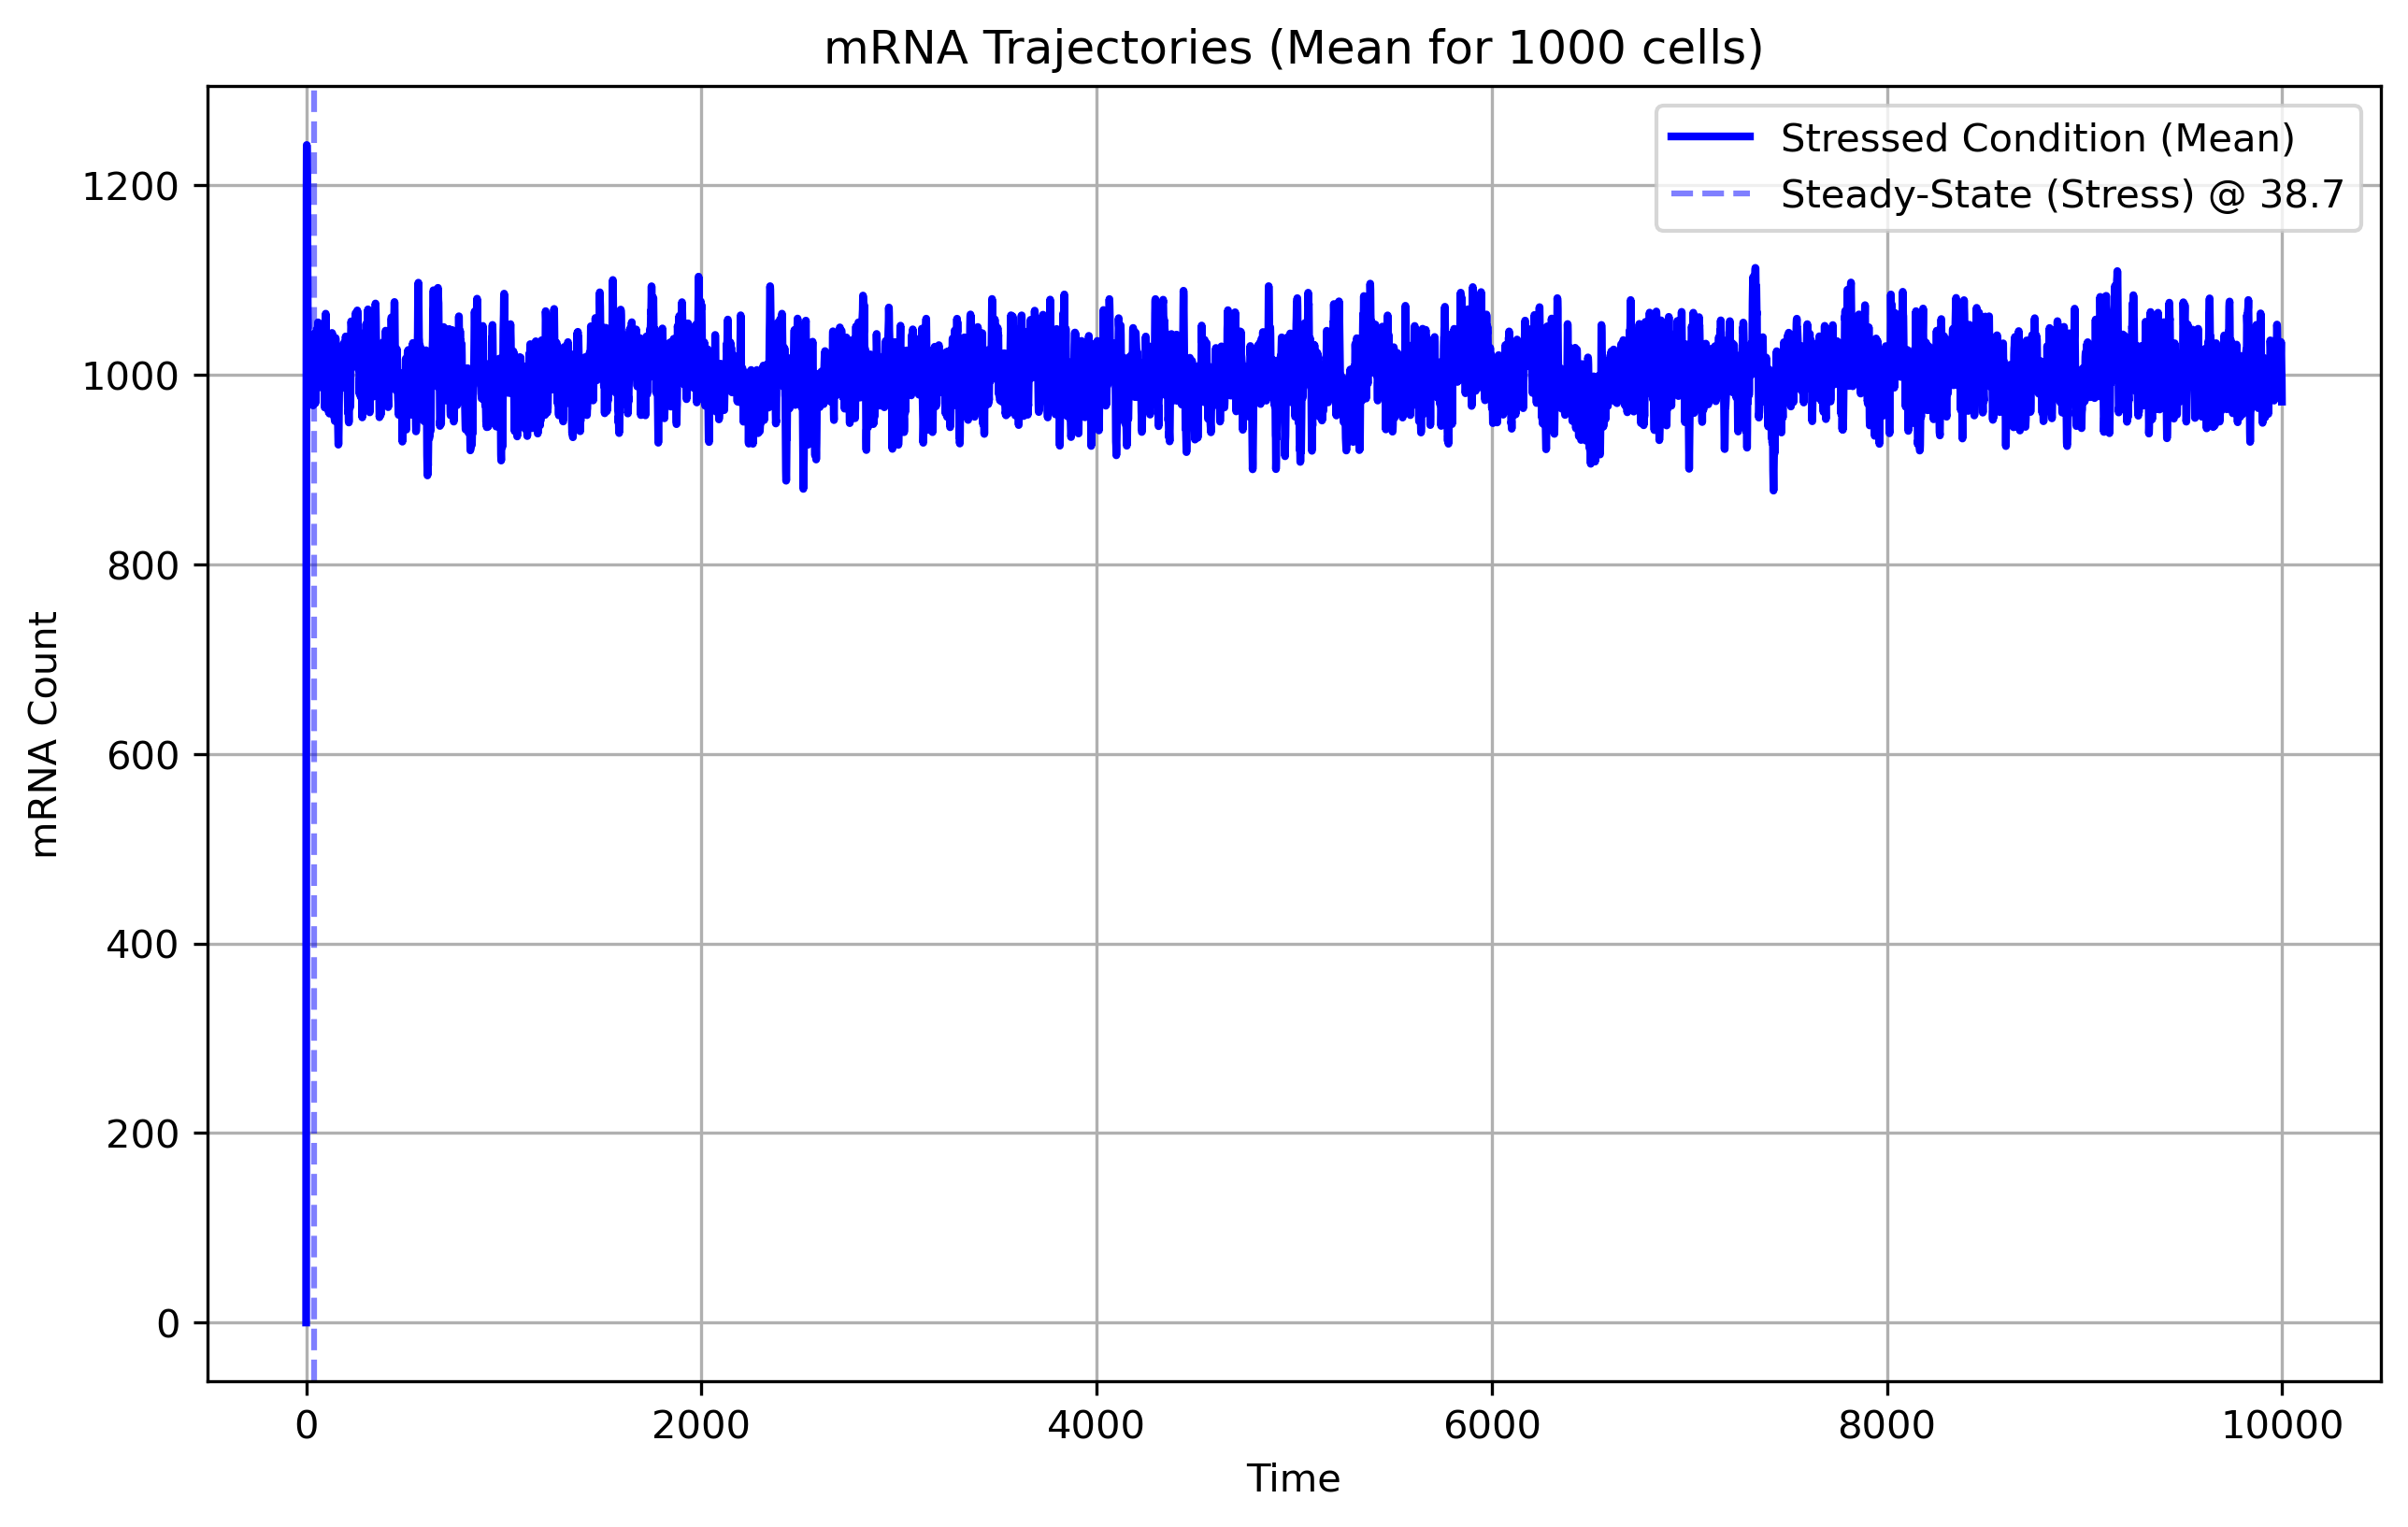 mRNA Trajectories (Mean for 1000 cells)
Stressed Condition (Mean)
Steady-State (Stress) @ 38.7
1200
1000
800
600
400
200
0
mRNA Count
0 2000 4000 6000 8000 10000
Time